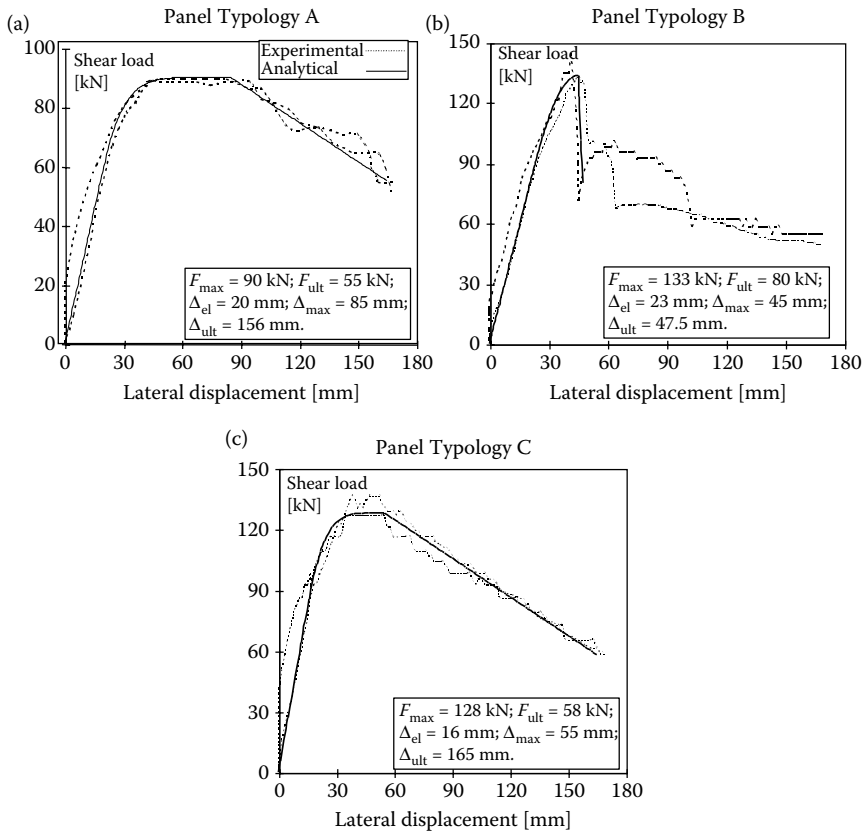 (a)
Panel Typology A
100
80
60
40
20
0
Shear load
[kN]
Experimental
Analytical
F_max = 90 kN; F_ult = 55 kN;
Δ_el = 20 mm; Δ_max = 85 mm;
Δ_ult = 156 mm.
0 30 60 90 120 150 180
Lateral displacement [mm]
(b)
Panel Typology B
150
120
90
60
30
0
Shear load
[kN]
F_max = 133 kN; F_ult = 80 kN;
Δ_el = 23 mm; Δ_max = 45 mm;
Δ_ult = 47.5 mm.
0 30 60 90 120 150 180
Lateral displacement [mm]
(c)
Panel Typology C
150
120
90
60
30
0
Shear load
[kN]
F_max = 128 kN; F_ult = 58 kN;
Δ_el = 16 mm; Δ_max = 55 mm;
Δ_ult = 165 mm.
0 30 60 90 120 150 180
Lateral displacement [mm]